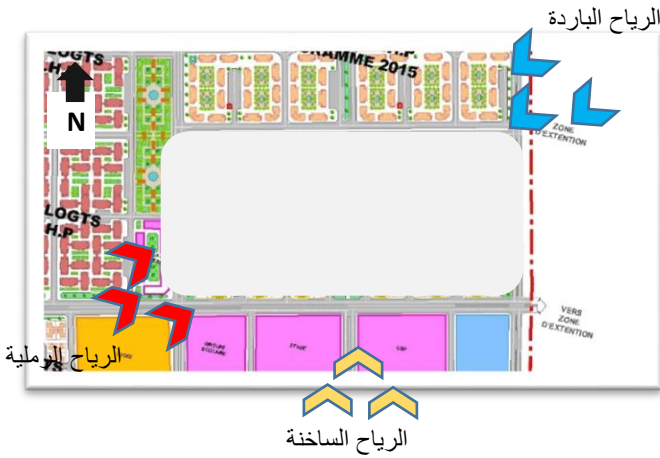 الرياح الباردة
LOGTS
.H.P
RAMME 2015
N
ZONE
D'EXTENTION
LOGTS
H.P
VERS
ZONE
D'EXTENTION
الرياح الرملية
الرياح الساخنة